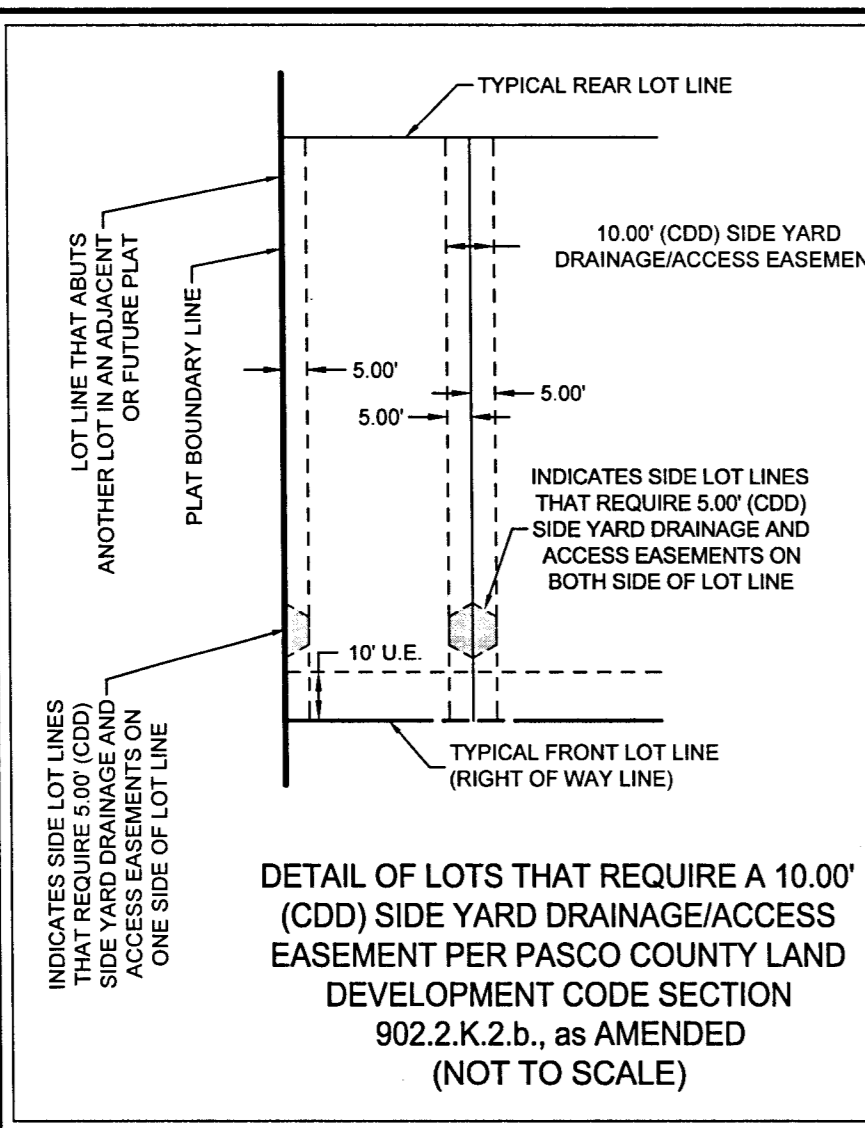 TYPICAL REAR LOT LINE
LOT LINE THAT ABUTS
ANOTHER LOT IN AN ADJACENT
OR FUTURE PLAT
PLAT BOUNDARY LINE
10.00' (CDD) SIDE YARD
DRAINAGE/ACCESS EASEMEN
5.00'
5.00'
5.00'
INDICATES SIDE LOT LINES
THAT REQUIRE 5.00' (CDD)
SIDE YARD DRAINAGE AND
ACCESS EASEMENTS ON
BOTH SIDE OF LOT LINE
10' U.E.
INDICATES SIDE LOT LINES
THAT REQUIRE 5.00' (CDD)
SIDE YARD DRAINAGE AND
ACCESS EASEMENTS ON
ONE SIDE OF LOT LINE
TYPICAL FRONT LOT LINE
(RIGHT OF WAY LINE)
DETAIL OF LOTS THAT REQUIRE A 10.00'
(CDD) SIDE YARD DRAINAGE/ACCESS
EASEMENT PER PASCO COUNTY LAND
DEVELOPMENT CODE SECTION
902.2.K.2.b., as AMENDED
(NOT TO SCALE)